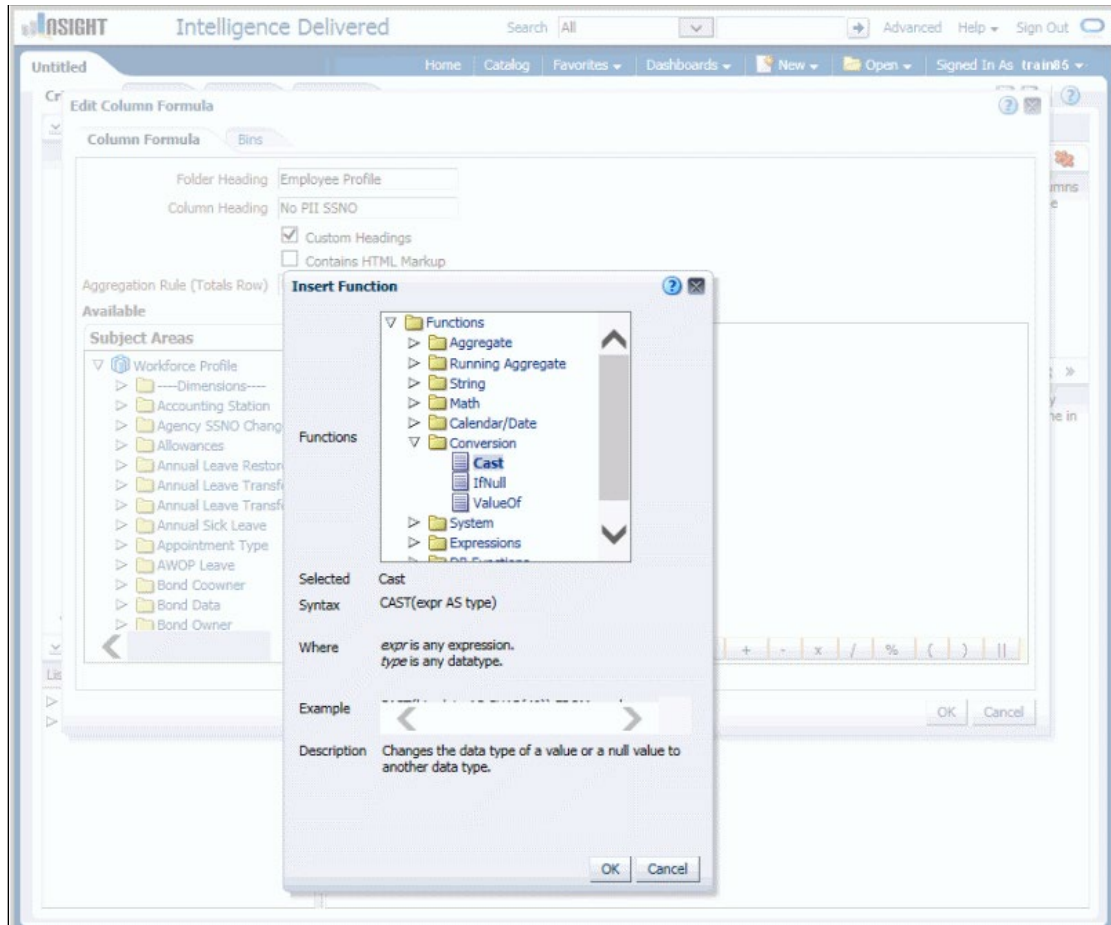 INSIGHT Intelligence Delivered Search All Advanced Help Sign Out
Untitled Home Catalog Favorites Dashboards New Open Signed In As train85
Edit Column Formula
Column Formula Bins
Folder Heading Employee Profile
Column Heading No PII SSNO
Custom Headings
Contains HTML Markup
Aggregation Rule (Totals Row)
Available
Subject Areas
Workforce Profile
----Dimensions----
Accounting Station
Agency SSNO Chang
Allowances
Annual Leave Restor
Annual Leave Transf
Annual Leave Transf
Annual Sick Leave
Appointment Type
AWOP Leave
Bond Coowner
Bond Data
Bond Owner
+ - x / % ( ) ||
OK Cancel
Insert Function
Functions
Functions
Aggregate
Running Aggregate
String
Math
Calendar/Date
Conversion
Cast
IfNull
ValueOf
System
Expressions
Selected Cast
Syntax CAST(expr AS type)
Where expr is any expression.
type is any datatype.
Example
Description Changes the data type of a value or a null value to
another data type.
OK Cancel